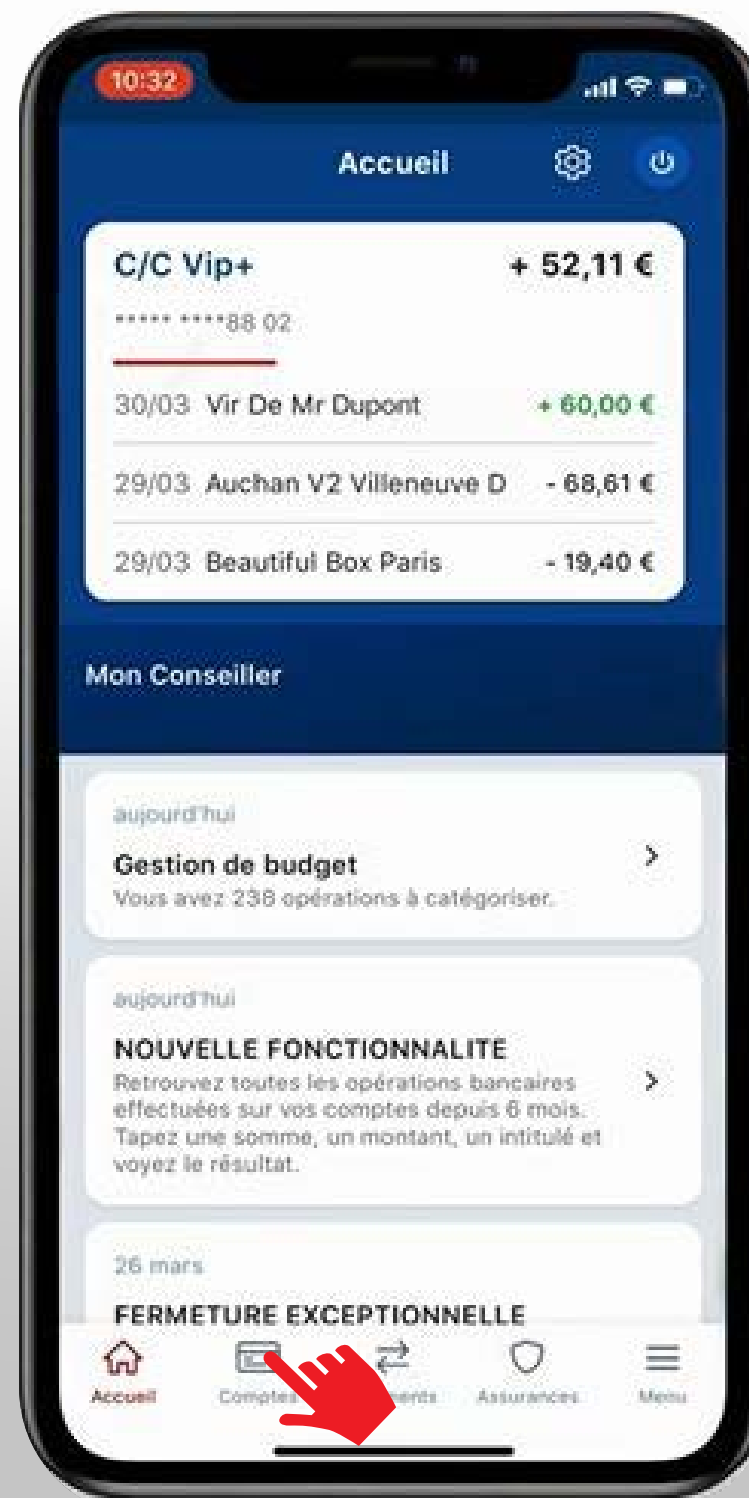 10:32
Accueil
C/C Vip+ + 52,11 €
***** ****88 02
30/03 Vir De Mr Dupont + 60,00 €
29/03 Auchan V2 Villeneuve D - 68,61 €
29/03 Beautiful Box Paris - 19,40 €
Mon Conseiller
aujourd'hui
Gestion de budget
Vous avez 238 opérations à catégoriser.
aujourd'hui
NOUVELLE FONCTIONNALITE
Retrouvez toutes les opérations bancaires
effectuées sur vos comptes depuis 6 mois.
Tapez une somme, un montant, un intitulé et
voyez le résultat.
26 mars
FERMETURE EXCEPTIONNELLE
Accueil Comptes Assurances Menu